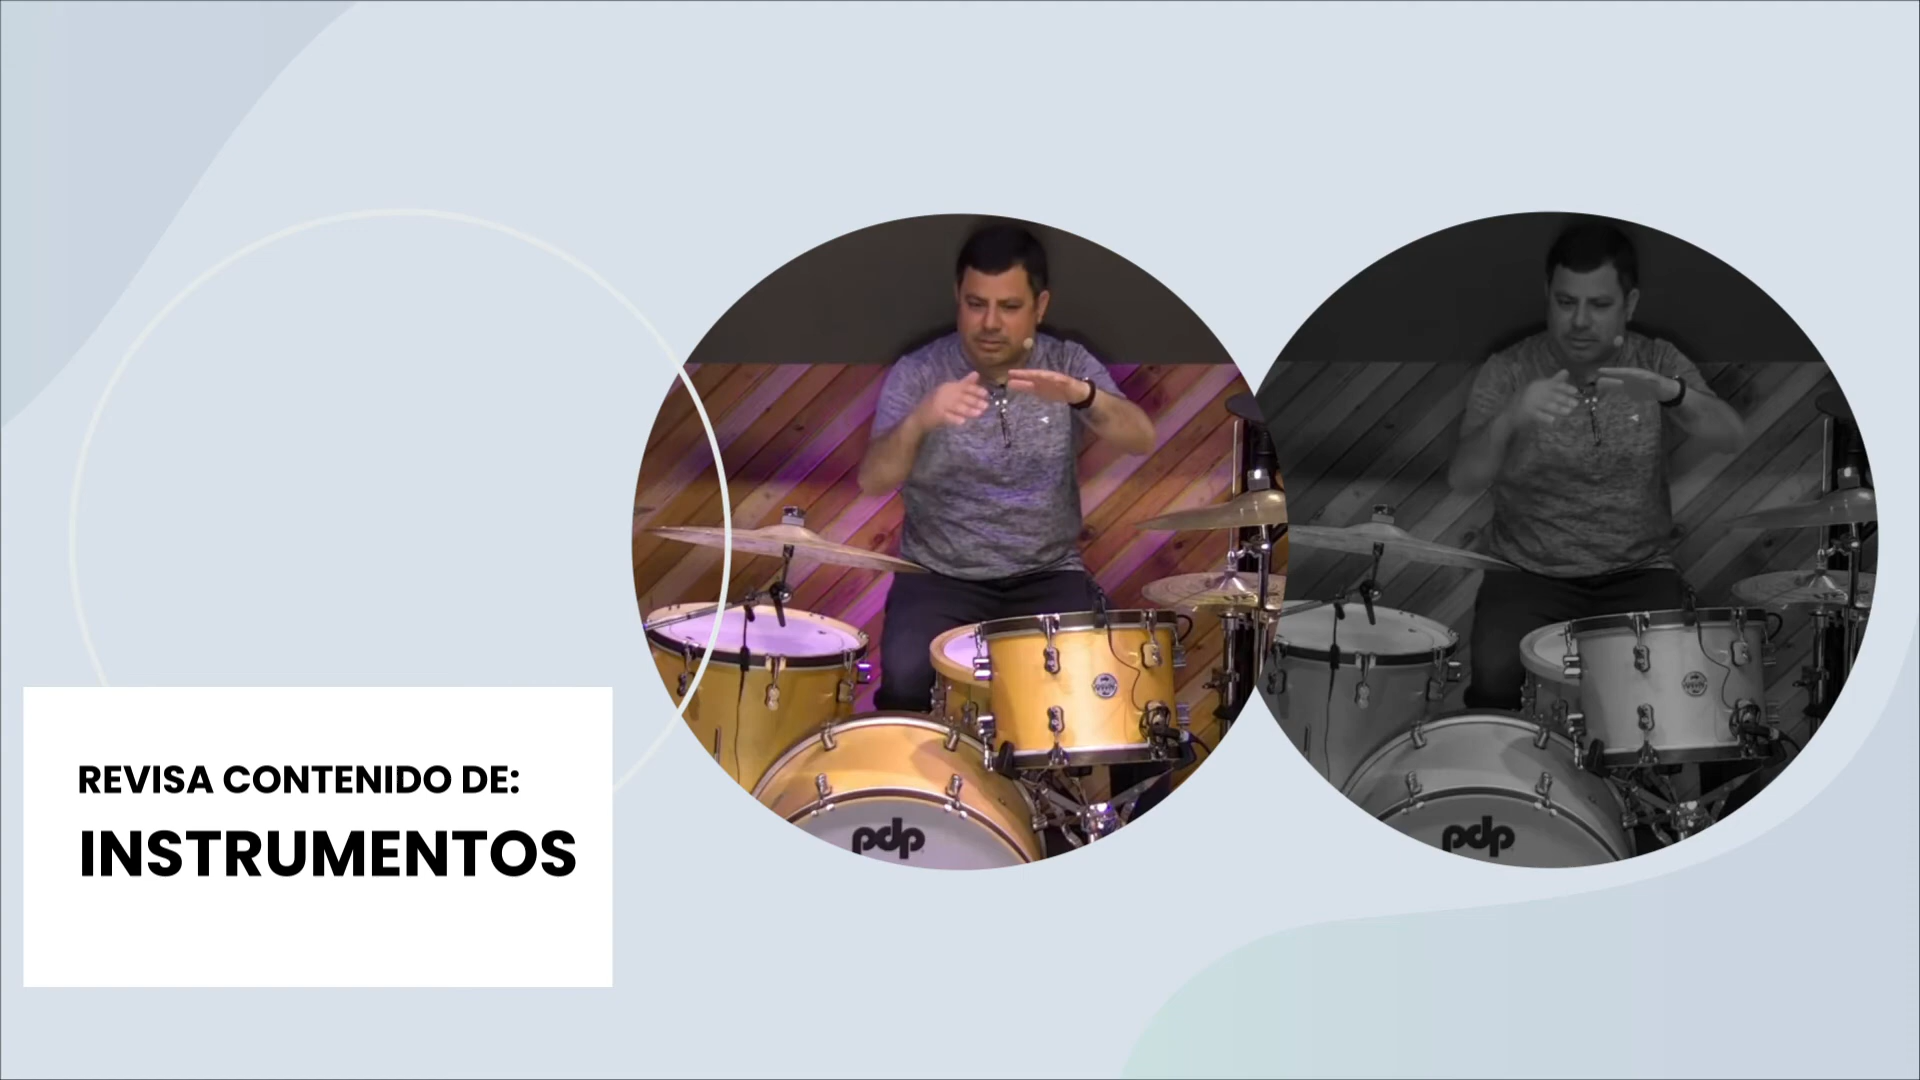 REVISA CONTENIDO DE:
INSTRUMENTOS
pdp
pdp